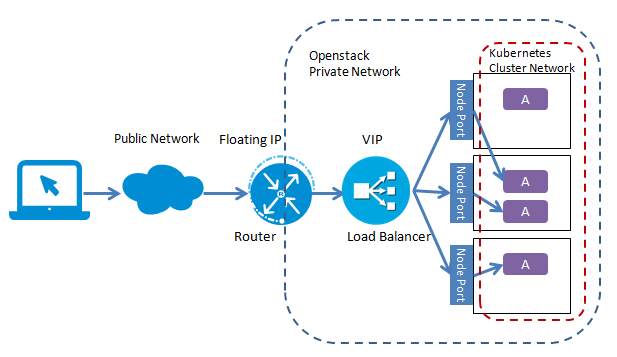 Openstack
Private Network
Kubernetes
Cluster Network
Public Network
Floating IP
VIP
Router
R
Load Balancer
Node Port
A
Node Port
A
A
Node Port
A